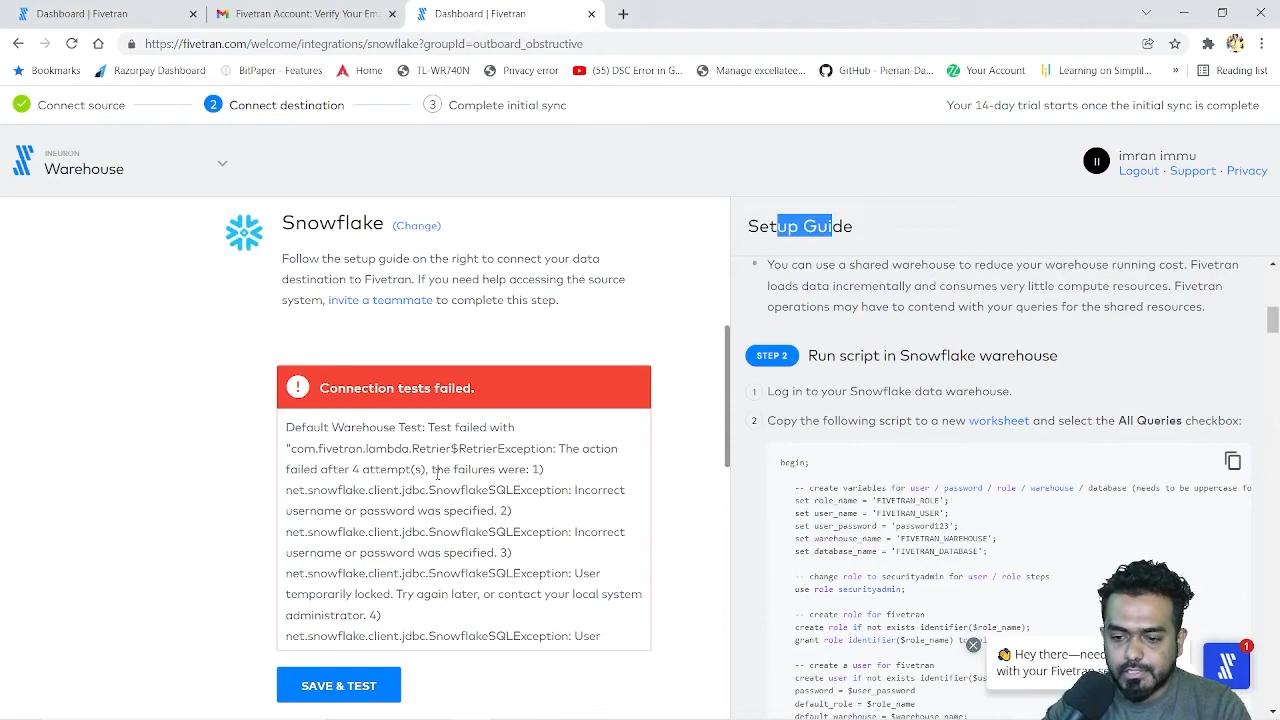 Dashboard | Fivetran
Fivetran Account: Verify Your Em
Dashboard | Fivetran
https://fivetran.com/welcome/integrations/snowflake?groupId=outboard_obstructive
Bookmarks
Razorpay Dashboard
BitPaper - Features
Home
TL-WR740N
Privacy error
(55) DSC Error in G...
Manage excellatee...
GitHub - Pierian-Da...
Your Account
Learning on Simplil...
»
Reading list
Connect source
2 Connect destination
3 Complete initial sync
Your 14-day trial starts once the initial sync is complete
INEURON
Warehouse
II
imran immu
Logout · Support · Privacy
Snowflake (Change)
Follow the setup guide on the right to connect your data
destination to Fivetran. If you need help accessing the source
system, invite a teammate to complete this step.
! Connection tests failed.
Default Warehouse Test: Test failed with
"com.fivetran.lambda.Retrier$RetrierException: The action
failed after 4 attempt(s), the failures were: 1)
net.snowflake.client.jdbc.SnowflakeSQLException: Incorrect
username or password was specified. 2)
net.snowflake.client.jdbc.SnowflakeSQLException: Incorrect
username or password was specified. 3)
net.snowflake.client.jdbc.SnowflakeSQLException: User
temporarily locked. Try again later, or contact your local system
administrator. 4)
net.snowflake.client.jdbc.SnowflakeSQLException: User
SAVE & TEST
Setup Guide
You can use a shared warehouse to reduce your warehouse running cost. Fivetran
loads data incrementally and consumes very little compute resources. Fivetran
operations may have to contend with your queries for the shared resources.
STEP 2 Run script in Snowflake warehouse
1 Log in to your Snowflake data warehouse.
2 Copy the following script to a new worksheet and select the All Queries checkbox:
begin;
-- create variables for user / password / role / warehouse / database (needs to be uppercase fo
set role_name = 'FIVETRAN_ROLE';
set user_name = 'FIVETRAN_USER';
set user_password = 'password123';
set warehouse_name = 'FIVETRAN_WAREHOUSE';
set database_name = 'FIVETRAN_DATABASE';
-- change role to securityadmin for user / role steps
use role securityadmin;
-- create role for fivetran
create role if not exists identifier($role_name);
grant role identifier($role_name) to
-- create a user for fivetran
create user if not exists identifier($us
password = $user_password
default_role = $role_name
default_warehouse = $warehouse_name
Hey there—need
with your Fivetran
1